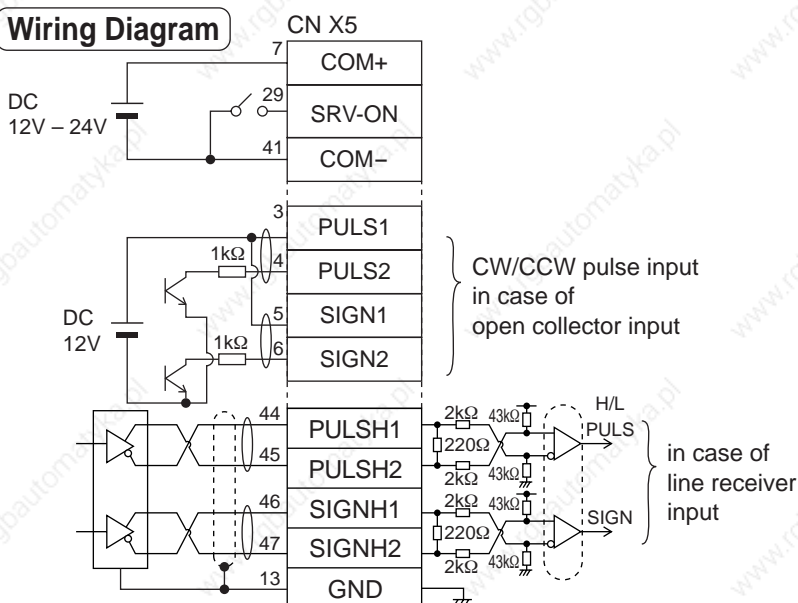 Wiring Diagram
CN X5
7
COM+
DC
12V – 24V
29
SRV-ON
41
COM–
3
PULS1
1kΩ
4
PULS2
CW/CCW pulse input
in case of
open collector input
DC
12V
5
SIGN1
1kΩ
6
SIGN2
44
PULSH1
2kΩ
43kΩ
H/L
PULS
220Ω
45
PULSH2
2kΩ
43kΩ
in case of
line receiver
input
46
SIGNH1
2kΩ
43kΩ
SIGN
220Ω
47
SIGNH2
2kΩ
43kΩ
13
GND
www.rgbautomatyka.pl